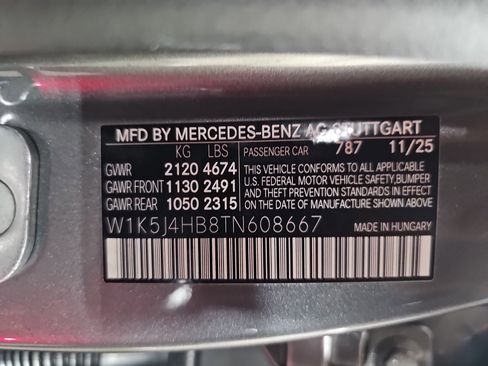 MFD BY MERCEDES-BENZ AG STUTTGART
KG LBS PASSENGER CAR 787 11/25
GVWR 2120 4674 THIS VEHICLE CONFORMS TO ALL APPLICABLE
GAWR FRONT 1130 2491 U.S. FEDERAL MOTOR VEHICLE SAFETY, BUMPER
GAWR REAR 1050 2315 AND THEFT PREVENTION STANDARDS IN EFFECT
ON THE DATE OF MANUFACTURE SHOWN ABOVE
W1K5J4HB8TN608667 MADE IN HUNGARY